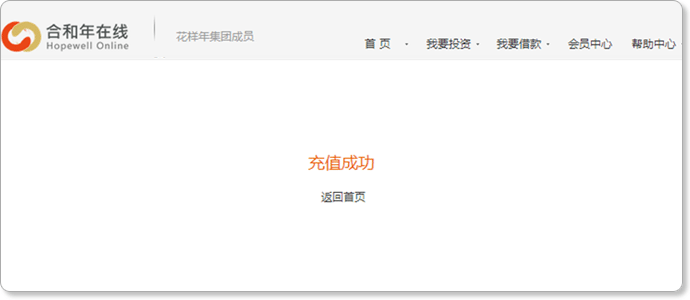 合和年在线
Hopewell Online
花样年集团成员
首 页 · 我要投资 · 我要借款 · 会员中心 帮助中心
充值成功
返回首页